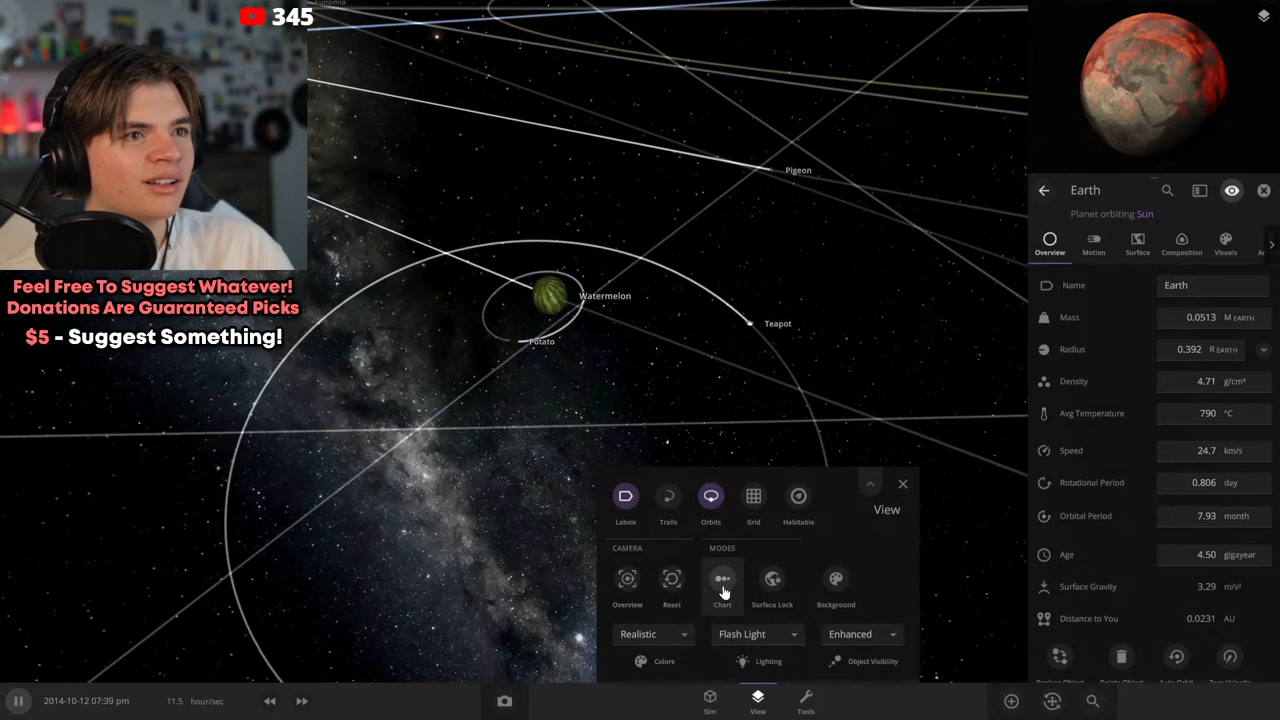 Eunomia
345
Feel Free To Suggest Whatever!
Donations Are Guaranteed Picks
$5 - Suggest Something!
Pigeon
Watermelon
Teapot
Potato
Earth
Planet orbiting Sun
Overview Motion Surface Composition Visuals
Name Earth
Mass 0.0513 M EARTH
Radius 0.392 R EARTH
Density 4.71 g/cm³
Avg Temperature 790 °C
Speed 24.7 km/s
Rotational Period 0.806 day
Orbital Period 7.93 month
Age 4.50 gigayear
Surface Gravity 3.29 m/s²
Distance to You 0.0231 AU
View
Labels Trails Orbits Grid Habitable
CAMERA MODES
Overview Reset Chart Surface Lock Background
Realistic Flash Light Enhanced
Colors Lighting Object Visibility
2014-10-12 07:39 pm 11.5 hour/sec
Sim View Tools